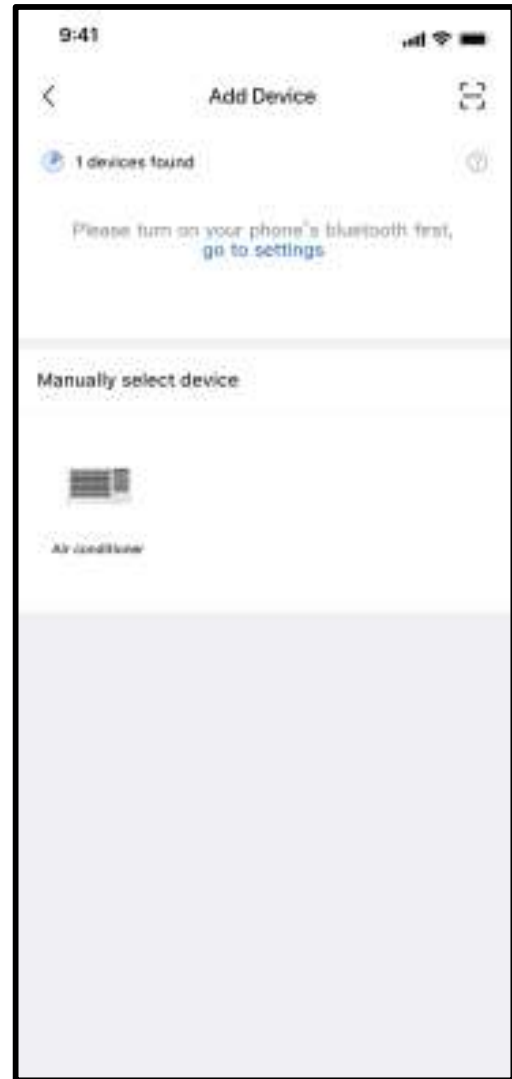 9:41
Add Device
1 devices found
Please turn on your phone's bluetooth first,
go to settings
Manually select device
Air conditioner